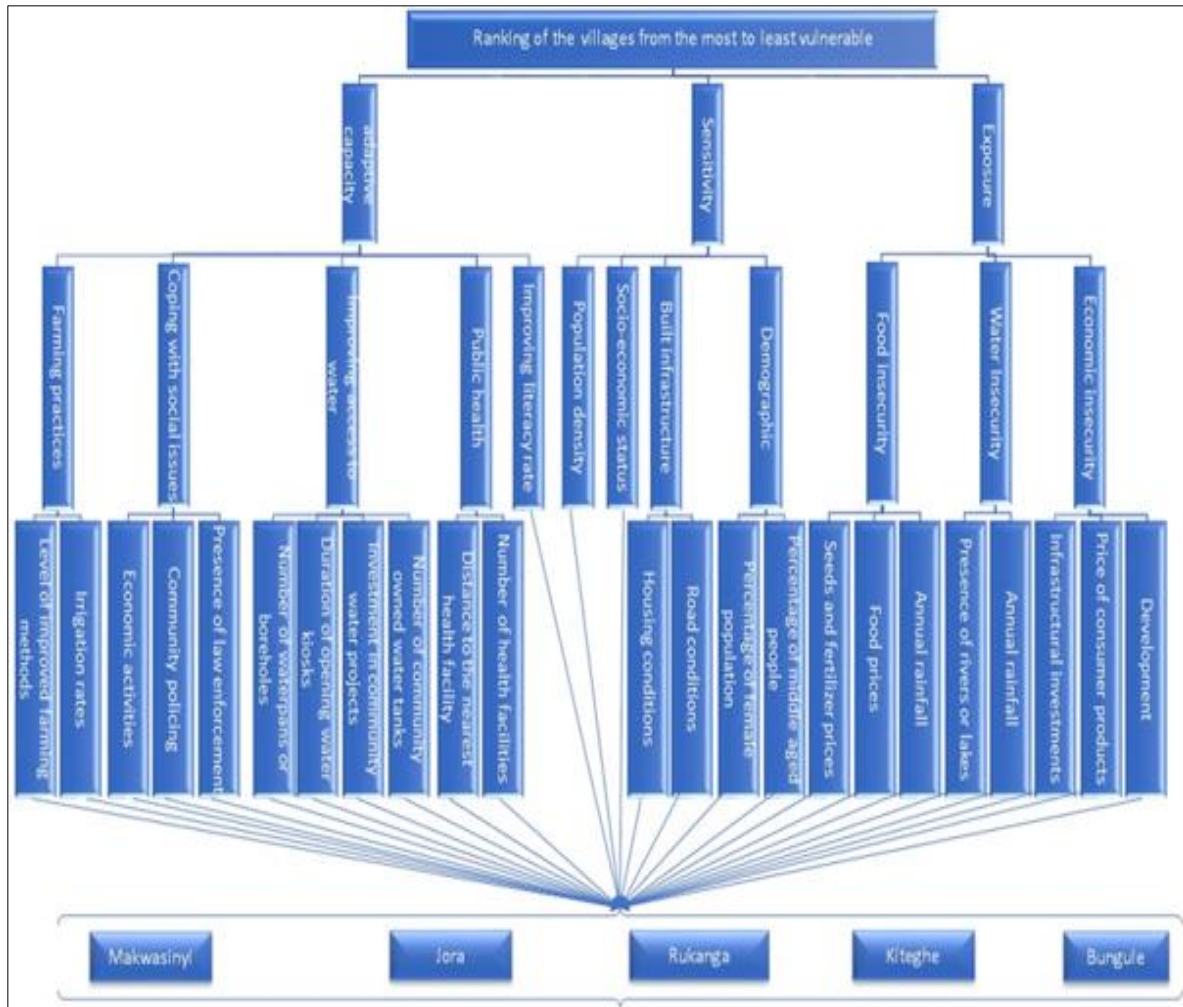 Ranking of the villages from the most to least vulnerable
adaptive
capacity
Sensitivity
Exposure
Farming practices
Coping with social issues
Improving access to
water
Public health
Improving literacy rate
Population density
Socio-economic status
Built infrastructure
Demographic
Food insecurity
Water Insecurity
Economic insecurity
Level of improved farming
methods
Irrigation rates
Economic activities
Community policing
Presence of law enforcement
Number of waterpans or
boreholes
Duration of opening water
kiosks
Investment in community
water projects
Number of community
owned water tanks
Distance to the nearest
health facility
Number of health facilities
Housing conditions
Road conditions
Percentage of female
population
Percentage of middle aged
people
Seeds and fertilizer prices
Food prices
Annual rainfall
Presence of rivers or lakes
Annual rainfall
Infrastructural investments
Price of consumer products
Development
Makwasinyi
Jora
Rukanga
Kiteghe
Bungule